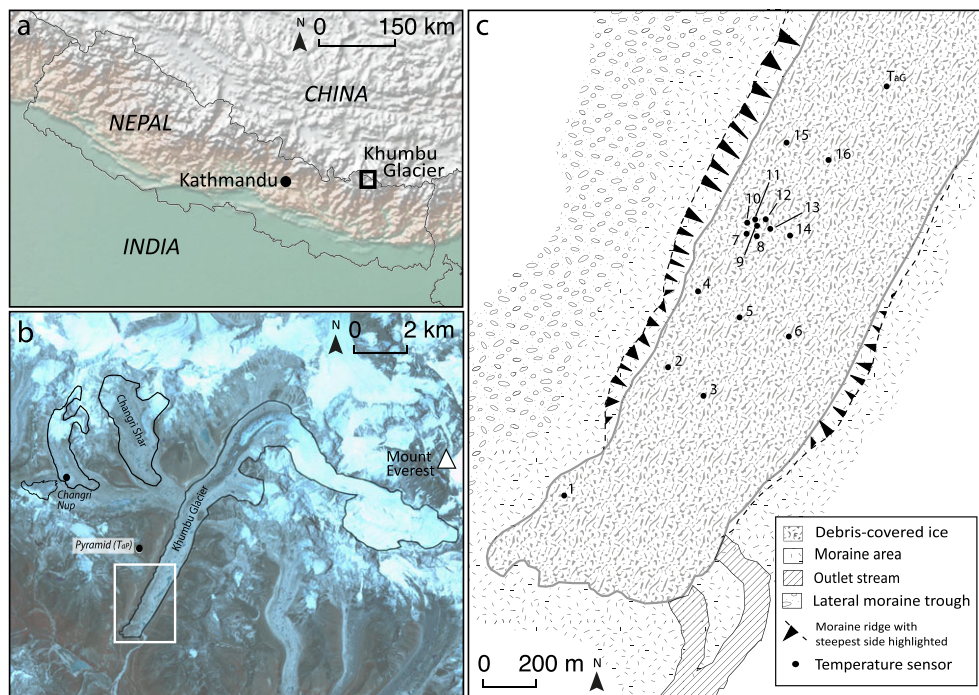 a
N
0 150 km
CHINA
NEPAL
Khumbu
Glacier
Kathmandu
INDIA
b
N
0 2 km
Changri Shar
Mount
Everest
Changri
Nup
Khumbu Glacier
Pyramid (TaP)
c
TaG
15
16
11
10
12
13
7
8
14
9
4
5
6
2
3
1
Debris-covered ice
Moraine area
Outlet stream
Lateral moraine trough
Moraine ridge with
steepest side highlighted
Temperature sensor
0 200 m
N